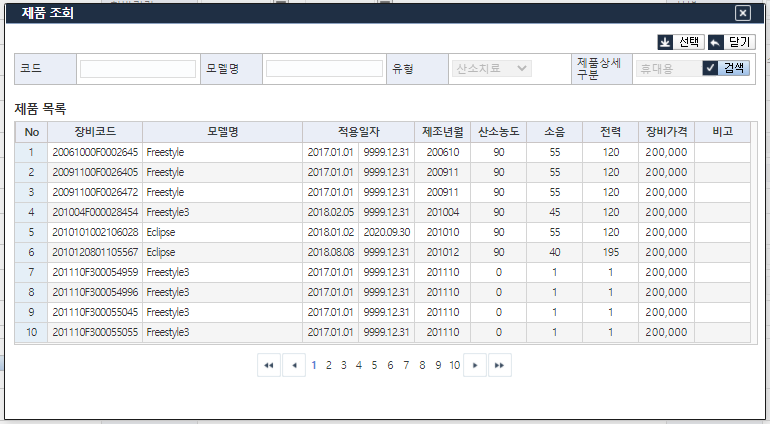 제품 조회
선택 닫기
코드 모델명 유형 산소치료 제품상세구분 휴대용 검색
제품 목록
No 장비코드 모델명 적용일자 제조년월 산소농도 소음 전력 장비가격 비고
1 20061000F0002645 Freestyle 2017.01.01 9999.12.31 200610 90 55 120 200,000
2 20091100F0026405 Freestyle 2017.01.01 9999.12.31 200911 90 55 120 200,000
3 20091100F0026472 Freestyle 2017.01.01 9999.12.31 200911 90 55 120 200,000
4 201004F000028454 Freestyle3 2018.02.05 9999.12.31 201004 90 45 120 200,000
5 2010101002106028 Eclipse 2018.01.02 2020.09.30 201010 90 55 120 200,000
6 2010120801105567 Eclipse 2018.08.08 9999.12.31 201012 90 40 195 200,000
7 201110F300054959 Freestyle3 2017.01.01 9999.12.31 201110 0 1 1 200,000
8 201110F300054996 Freestyle3 2017.01.01 9999.12.31 201110 0 1 1 200,000
9 201110F300055045 Freestyle3 2017.01.01 9999.12.31 201110 0 1 1 200,000
10 201110F300055055 Freestyle3 2017.01.01 9999.12.31 201110 0 1 1 200,000
1 2 3 4 5 6 7 8 9 10